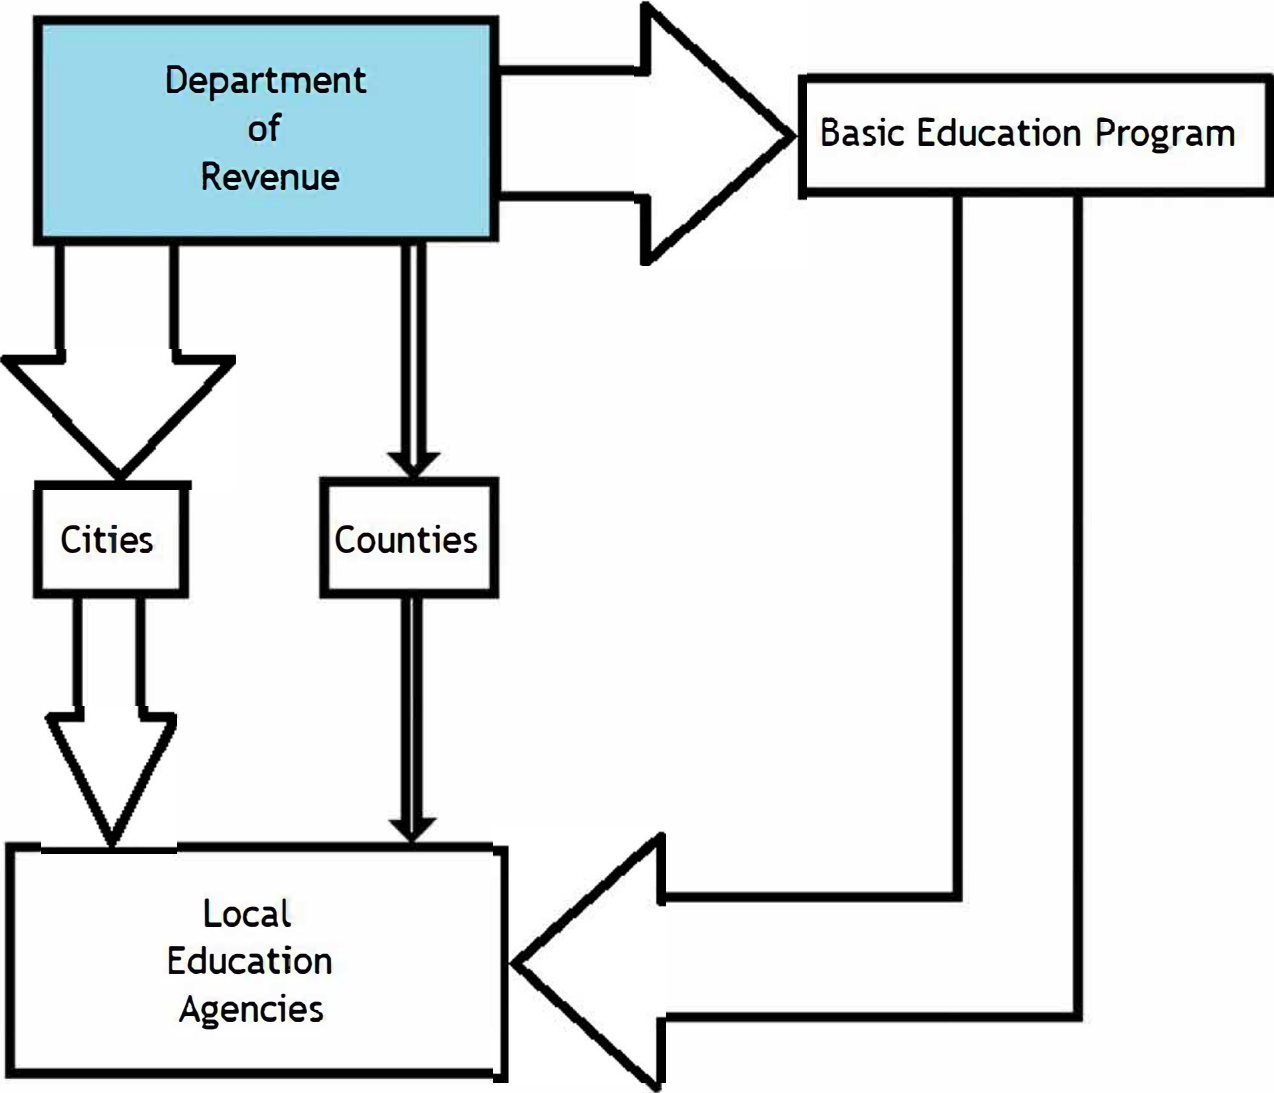 Department
of
Revenue
Basic Education Program
Cities
Counties
Local
Education
Agencies